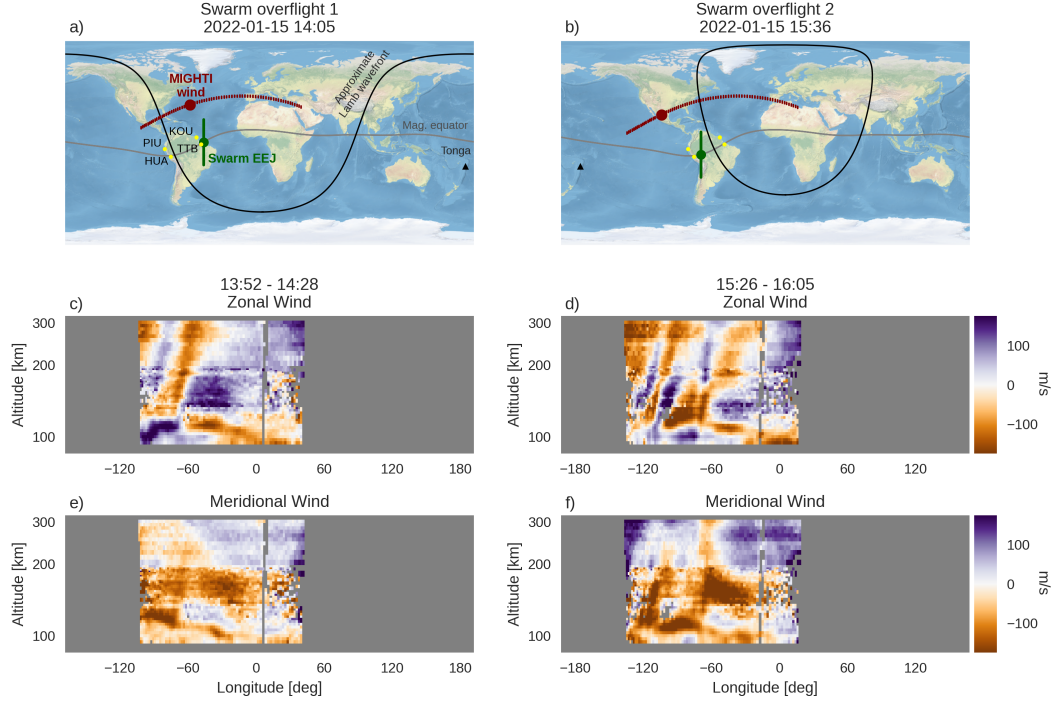 Swarm overflight 1
2022-01-15 14:05
a)
MIGHTI
wind
Approximate
Lamb wavefront
KOU
PIU
TTB
HUA
Swarm EEJ
Mag. equator
Tonga
Swarm overflight 2
2022-01-15 15:36
b)
13:52 - 14:28
Zonal Wind
c)
Altitude [km]
300
200
100
−120
−60
0
60
120
180
15:26 - 16:05
Zonal Wind
d)
Altitude [km]
300
200
100
−180
−120
−60
0
60
120
100
0
−100
m/s
Meridional Wind
e)
Altitude [km]
300
200
100
−120
−60
0
60
120
180
Longitude [deg]
Meridional Wind
f)
Altitude [km]
300
200
100
−180
−120
−60
0
60
120
Longitude [deg]
100
0
−100
m/s